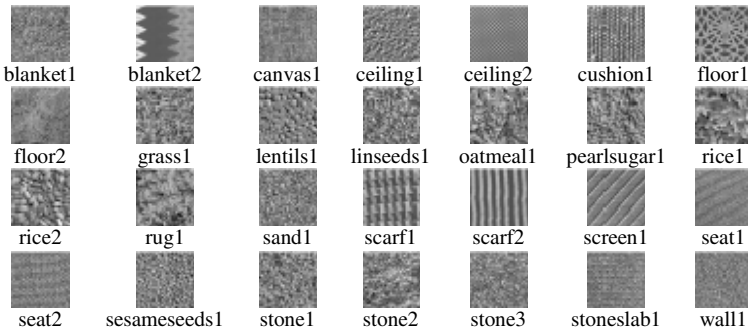 blanket1 blanket2 canvas1 ceiling1 ceiling2 cushion1 floor1
floor2 grass1 lentils1 linseeds1 oatmeal1 pearlsugar1 rice1
rice2 rug1 sand1 scarf1 scarf2 screen1 seat1
seat2 sesameseeds1 stone1 stone2 stone3 stoneslab1 wall1